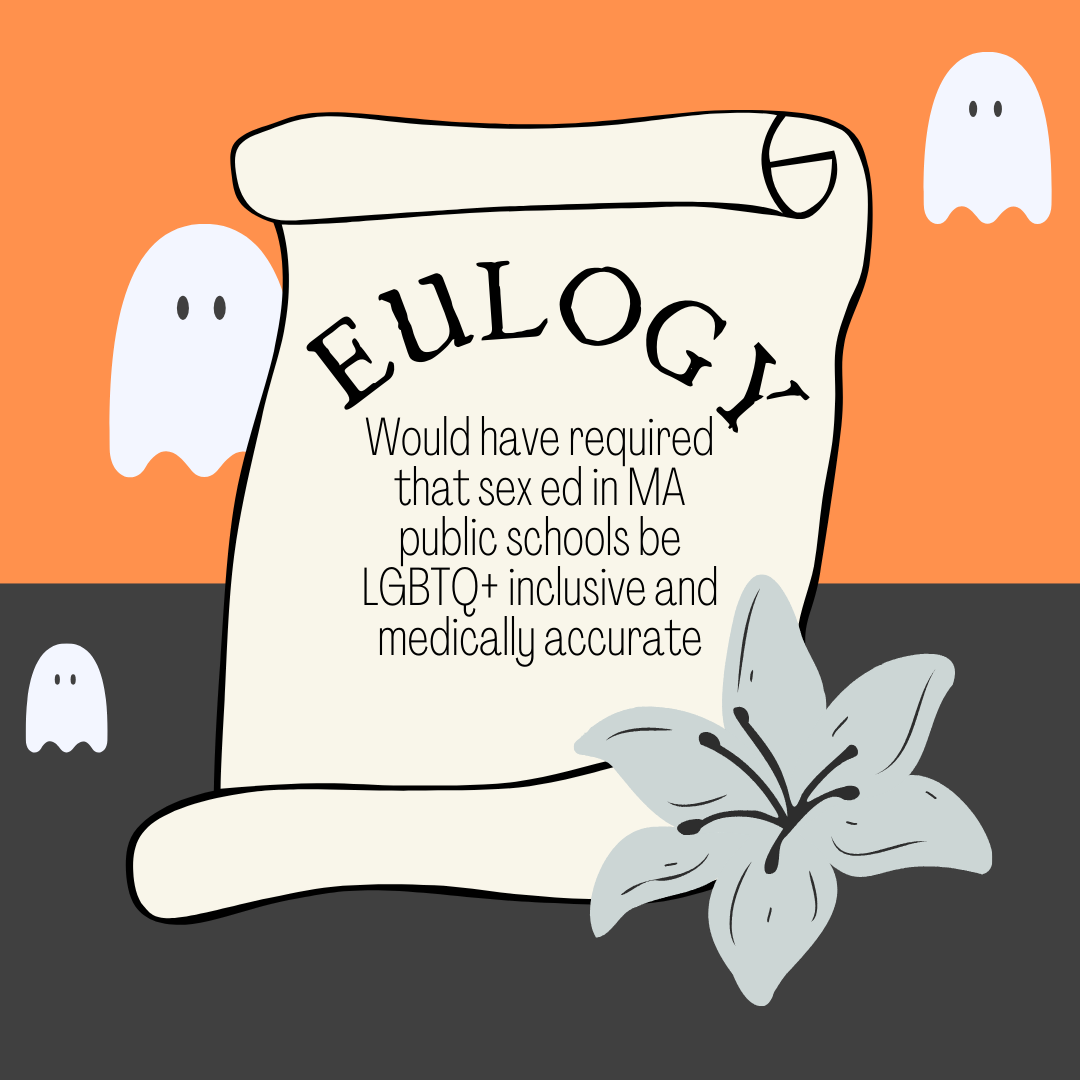 EULOGY
Would have required
that sex ed in MA
public schools be
LGBTQ+ inclusive and
medically accurate